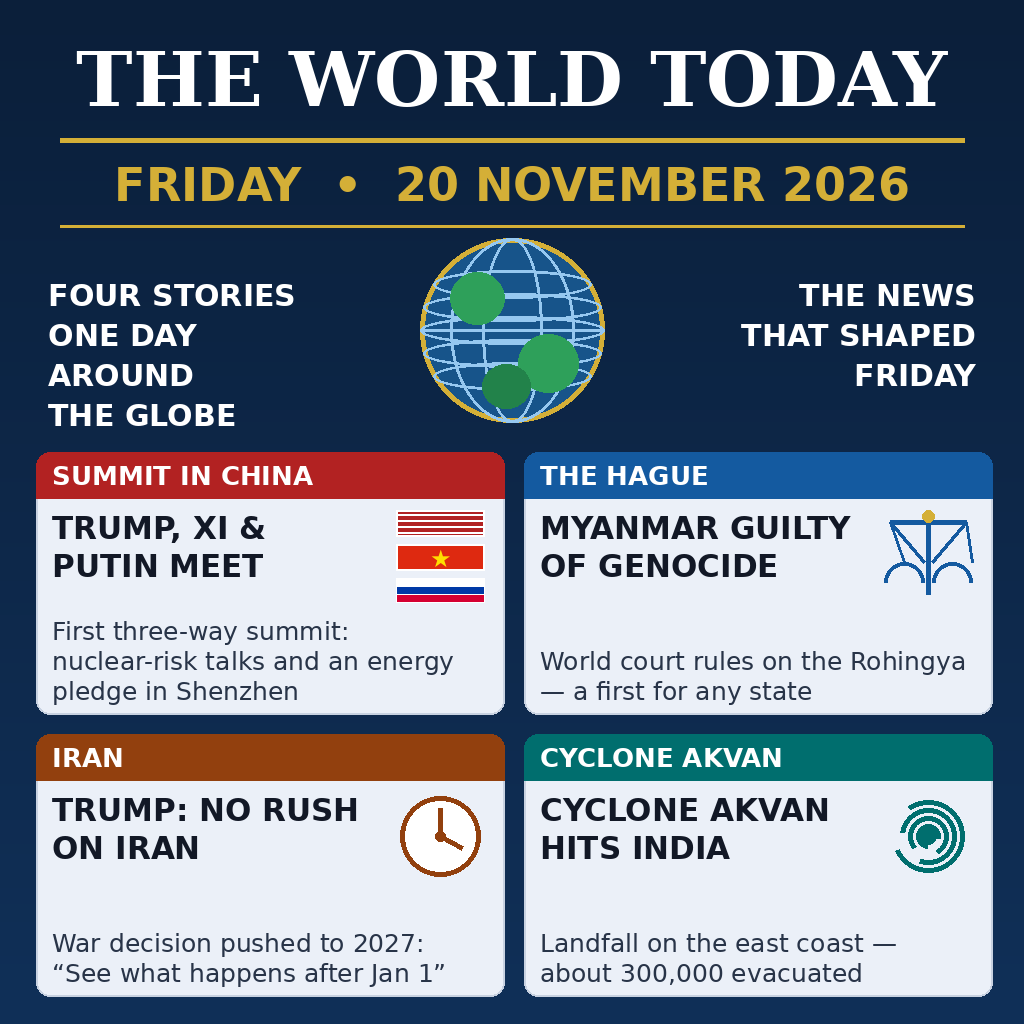 THE WORLD TODAY
FRIDAY • 20 NOVEMBER 2026
FOUR STORIES
ONE DAY
AROUND
THE GLOBE
THE NEWS
THAT SHAPED
FRIDAY
SUMMIT IN CHINA
TRUMP, XI &
PUTIN MEET
First three-way summit:
nuclear-risk talks and an energy
pledge in Shenzhen
THE HAGUE
MYANMAR GUILTY
OF GENOCIDE
World court rules on the Rohingya
— a first for any state
IRAN
TRUMP: NO RUSH
ON IRAN
War decision pushed to 2027:
“See what happens after Jan 1”
CYCLONE AKVAN
CYCLONE AKVAN
HITS INDIA
Landfall on the east coast —
about 300,000 evacuated